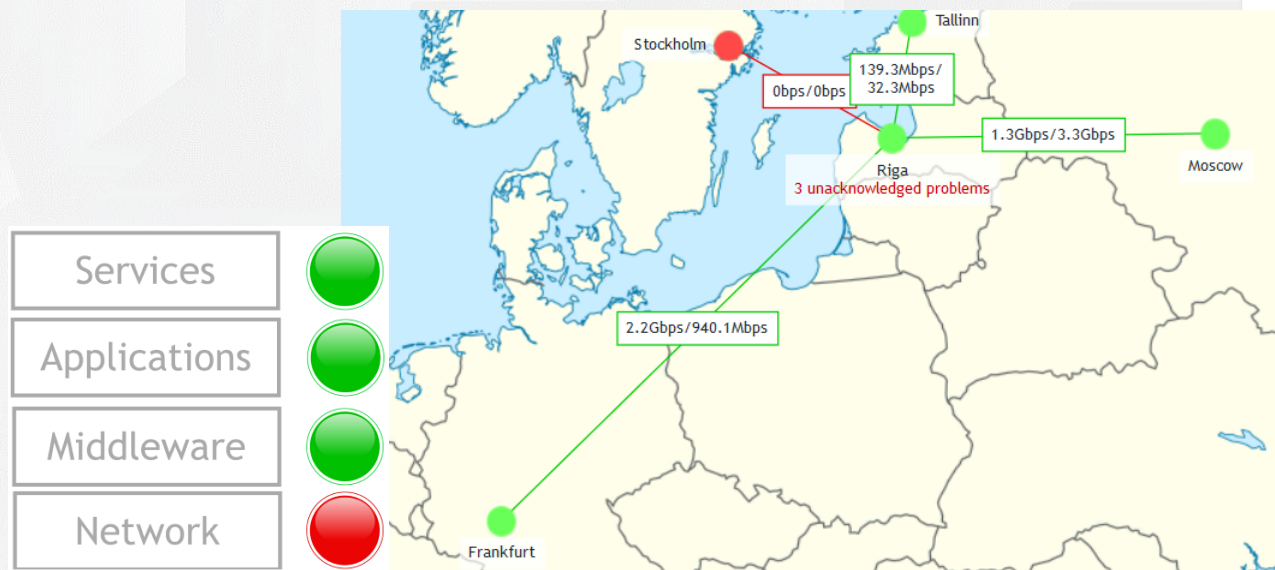 Tallinn
Stockholm
139.3Mbps/
32.3Mbps
0bps/0bps
1.3Gbps/3.3Gbps
Riga
3 unacknowledged problems
Moscow
Services
Applications
2.2Gbps/940.1Mbps
Middleware
Network
Frankfurt